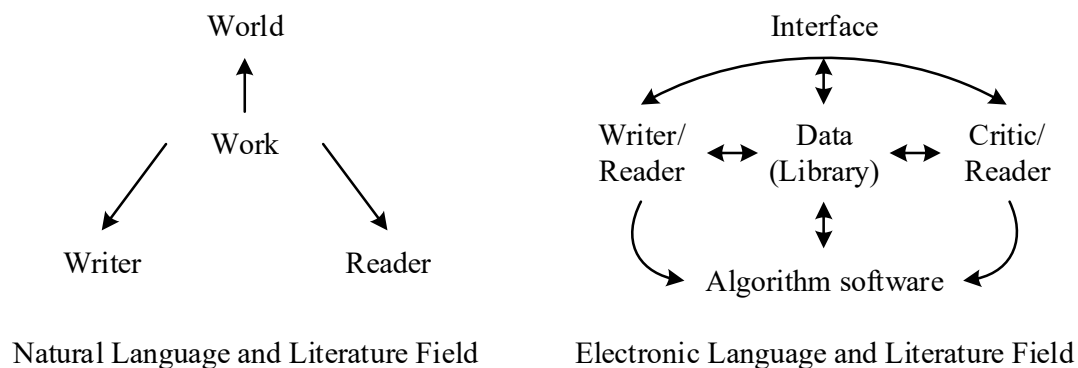 World
Work
Writer
Reader
Natural Language and Literature Field
Interface
Writer/
Reader
Data
(Library)
Critic/
Reader
Algorithm software
Electronic Language and Literature Field